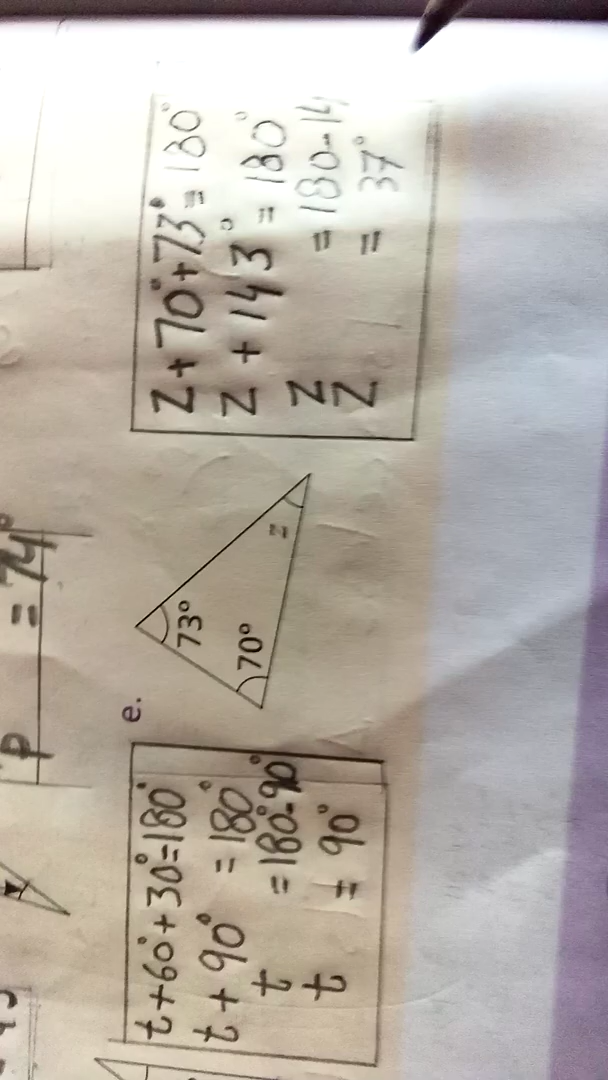 P = 74°
t+60°+30°=180°
t + 90° = 180°
t = 180°-90°
t = 90°
e.
73°
70°
z
Z+70°+73°=180°
Z +143° = 180°
Z = 180-14
Z = 37°